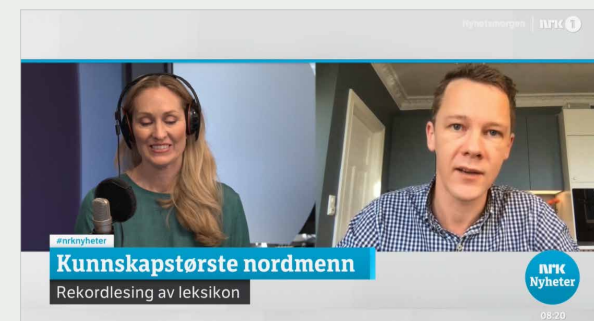 Nyhetsmorgen NRK 1
#nrknyheter
Kunnskapstørste nordmenn
Rekordlesing av leksikon
NRK
Nyheter
08:20